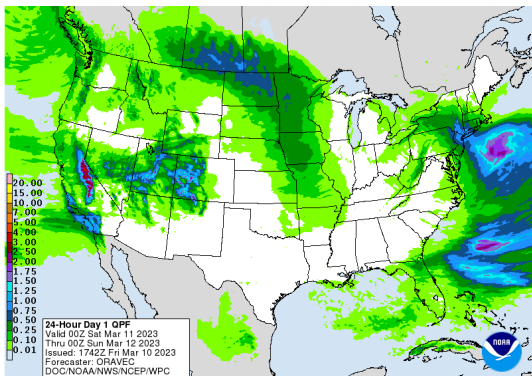 20.00
15.00
10.00
7.00
5.00
4.00
3.00
2.50
2.00
1.75
1.50
1.25
1.00
0.75
0.50
0.25
0.10
0.01
24-Hour Day 1 QPF
Valid 00Z Sat Mar 11 2023
Thru 00Z Sun Mar 12 2023
Issued: 1742Z Fri Mar 10 2023
Forecaster: ORAVEC
DOC/NOAA/NWS/NCEP/WPC
NOAA